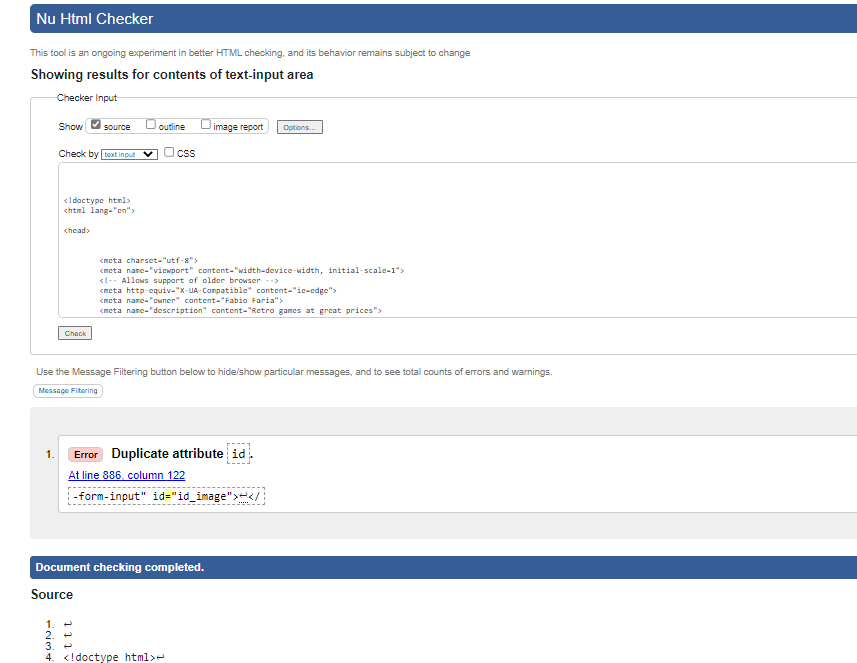 Nu Html Checker
This tool is an ongoing experiment in better HTML checking, and its behavior remains subject to change
Showing results for contents of text-input area
Checker Input
Show source outline image report Options...
Check by text input CSS
<!doctype html>
<html lang="en">
<head>
<meta charset="utf-8">
<meta name="viewport" content="width=device-width, initial-scale=1">
<!-- Allows support of older browser -->
<meta http-equiv="X-UA-Compatible" content="ie=edge">
<meta name="owner" content="Fabio Faria">
<meta name="description" content="Retro games at great prices">
Check
Use the Message Filtering button below to hide/show particular messages, and to see total counts of errors and warnings.
Message Filtering
1. Error Duplicate attribute id.
At line 886, column 122
-form-input" id="id_image">↩</
Document checking completed.
Source
1. ↩
2. ↩
3. ↩
4. <!doctype html>↩